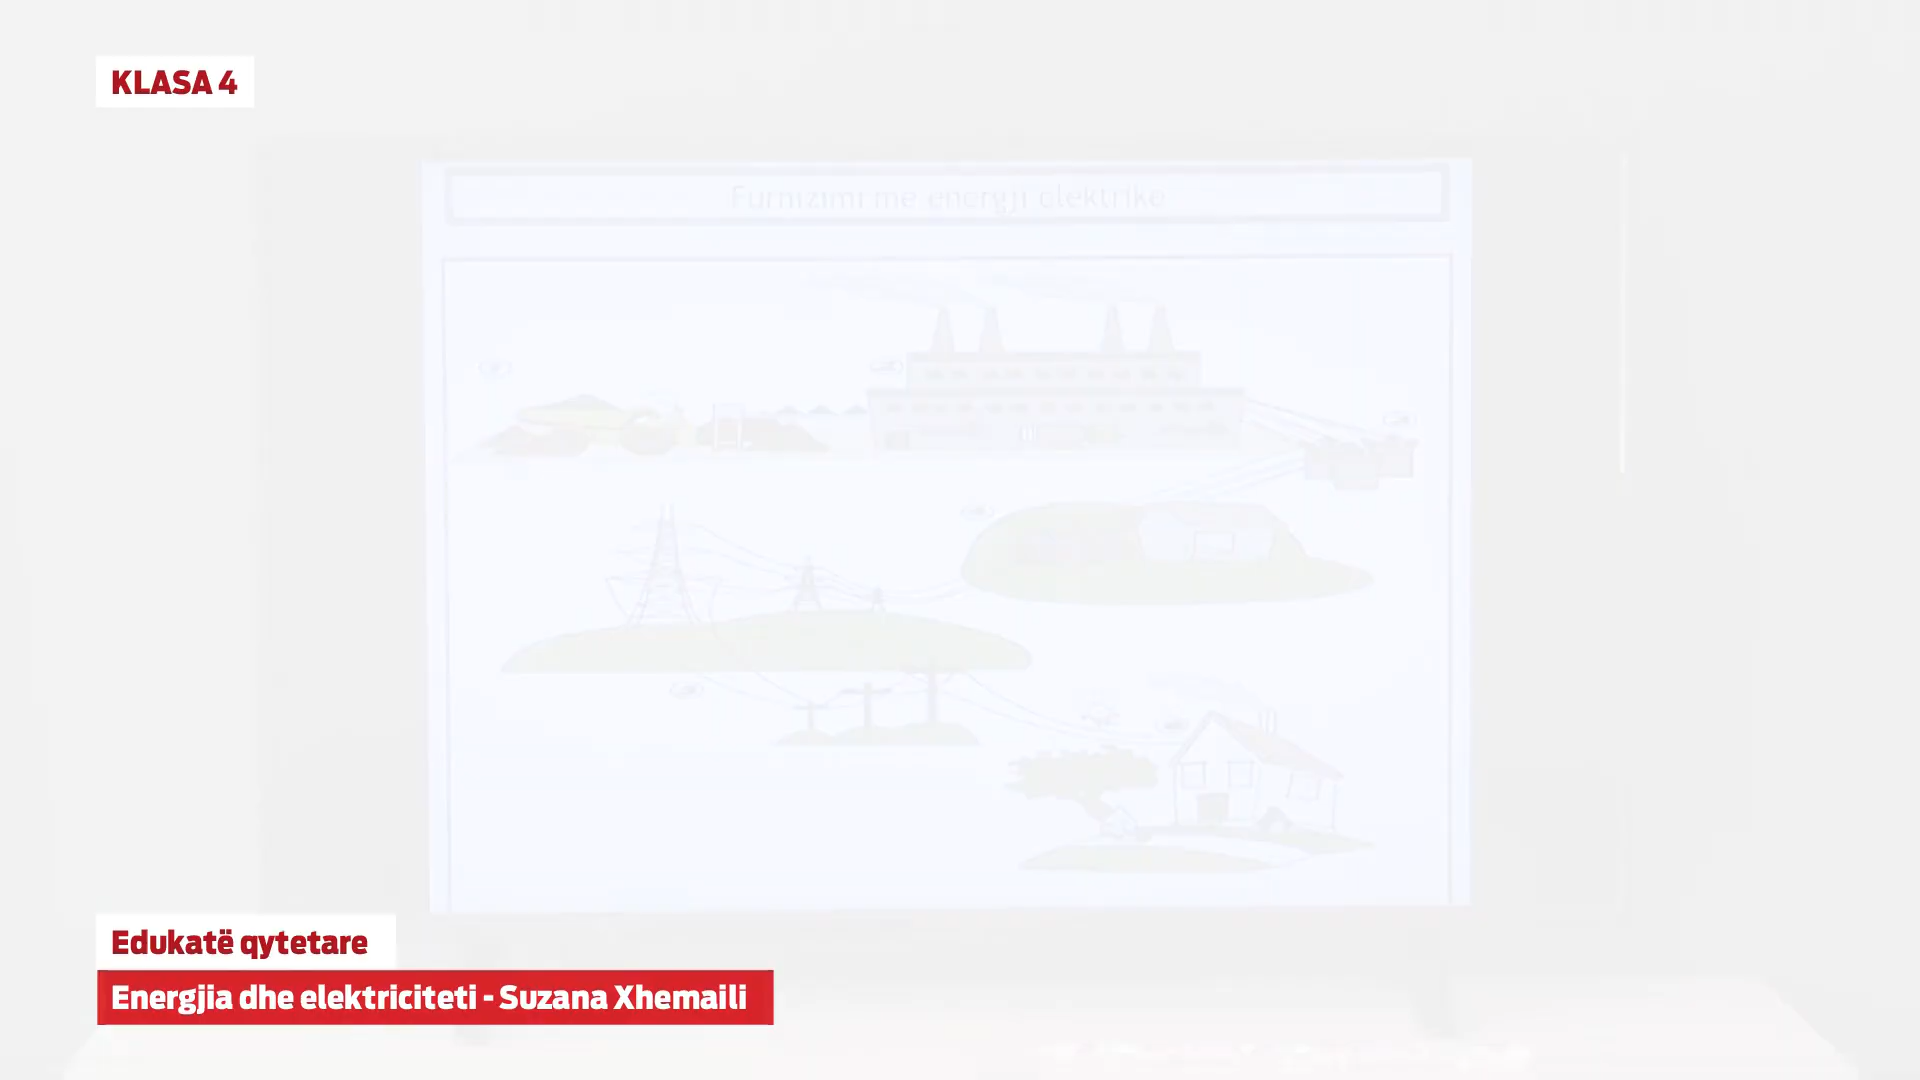 KLASA 4
Furnizimi me energji elektrike
Edukatë qytetare
Energjia dhe elektriciteti - Suzana Xhemaili